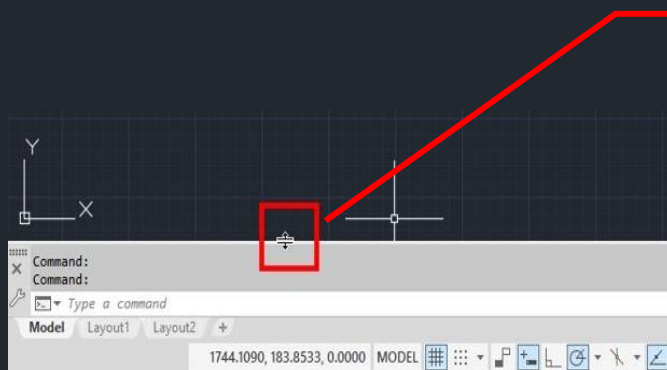 Y
X
Command:
Command:
Type a command
Model Layout1 Layout2 +
1744.1090, 183.8533, 0.0000 MODEL